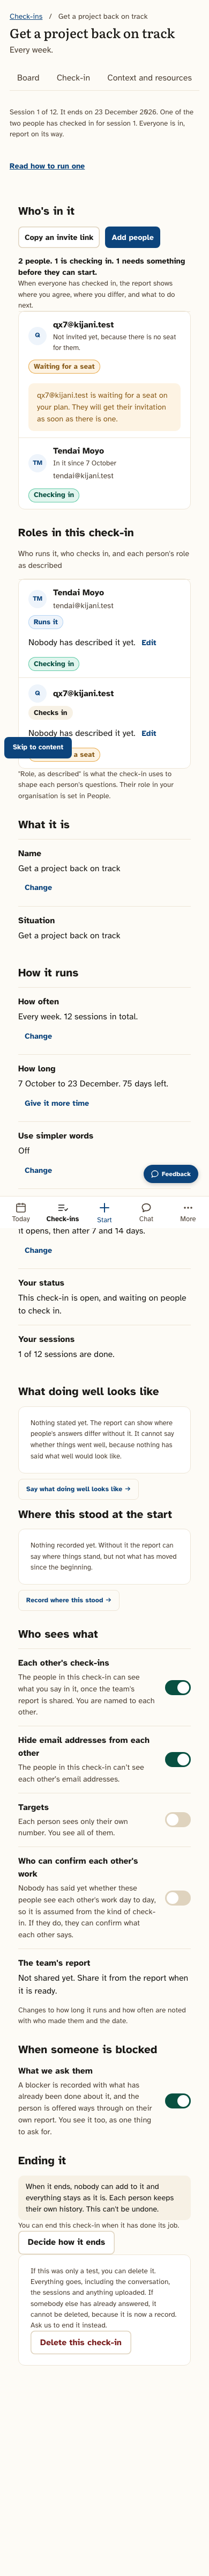 Check-ins / Get a project back on track
Get a project back on track
Every week.
Board Check-in Context and resources
Session 1 of 12. It ends on 23 December 2026. One of the
two people has checked in for session 1. Everyone is in,
report on its way.
Read how to run one
Who's in it
Copy an invite link
Add people
2 people. 1 is checking in. 1 needs something
before they can start.
When everyone has checked in, the report shows
where you agree, where you differ, and what to do
next.
Q
qx7@kijani.test
Not invited yet, because there is no seat
for them.
Waiting for a seat
qx7@kijani.test is waiting for a seat on
your plan. They will get their invitation
as soon as there is one.
TM
Tendai Moyo
In it since 7 October
tendai@kijani.test
Checking in
Roles in this check-in
Who runs it, who checks in, and each person's role
as described
TM
Tendai Moyo
tendai@kijani.test
Runs it
Nobody has described it yet. Edit
Checking in
Q
qx7@kijani.test
Checks in
Nobody has described it yet. Edit
Skip to content
a seat
"Role, as described" is what the check-in uses to
shape each person's questions. Their role in your
organisation is set in People.
What it is
Name
Get a project back on track
Change
Situation
Get a project back on track
How it runs
How often
Every week. 12 sessions in total.
Change
How long
7 October to 23 December. 75 days left.
Give it more time
Use simpler words
Off
Change
Feedback
Today
Check-ins
Start
Chat
More
it opens, then after 7 and 14 days.
Change
Your status
This check-in is open, and waiting on people
to check in.
Your sessions
1 of 12 sessions are done.
What doing well looks like
Nothing stated yet. The report can show where
people's answers differ without it. It cannot say
whether things went well, because nothing has
said what well would look like.
Say what doing well looks like →
Where this stood at the start
Nothing recorded yet. Without it the report can
say where things stand, but not what has moved
since the beginning.
Record where this stood →
Who sees what
Each other's check-ins
The people in this check-in can see
what you say in it, once the team's
report is shared. You are named to each
other.
Hide email addresses from each
other
The people in this check-in can't see
each other's email addresses.
Targets
Each person sees only their own
number. You see all of them.
Who can confirm each other's
work
Nobody has said yet whether these
people see each other's work day to day,
so it is assumed from the kind of check-
in. If they do, they can confirm what
each other says.
The team's report
Not shared yet. Share it from the report when
it is ready.
Changes to how long it runs and how often are noted
with who made them and the date.
When someone is blocked
What we ask them
A blocker is recorded with what has
already been done about it, and the
person is offered ways through on their
own report. You see it too, as one thing
to ask for.
Ending it
When it ends, nobody can add to it and
everything stays as it is. Each person keeps
their own history. This can't be undone.
You can end this check-in when it has done its job.
Decide how it ends
If this was only a test, you can delete it.
Everything goes, including the conversation,
the sessions and anything uploaded. If
somebody else has already answered, it
cannot be deleted, because it is now a record.
Ask us to end it instead.
Delete this check-in